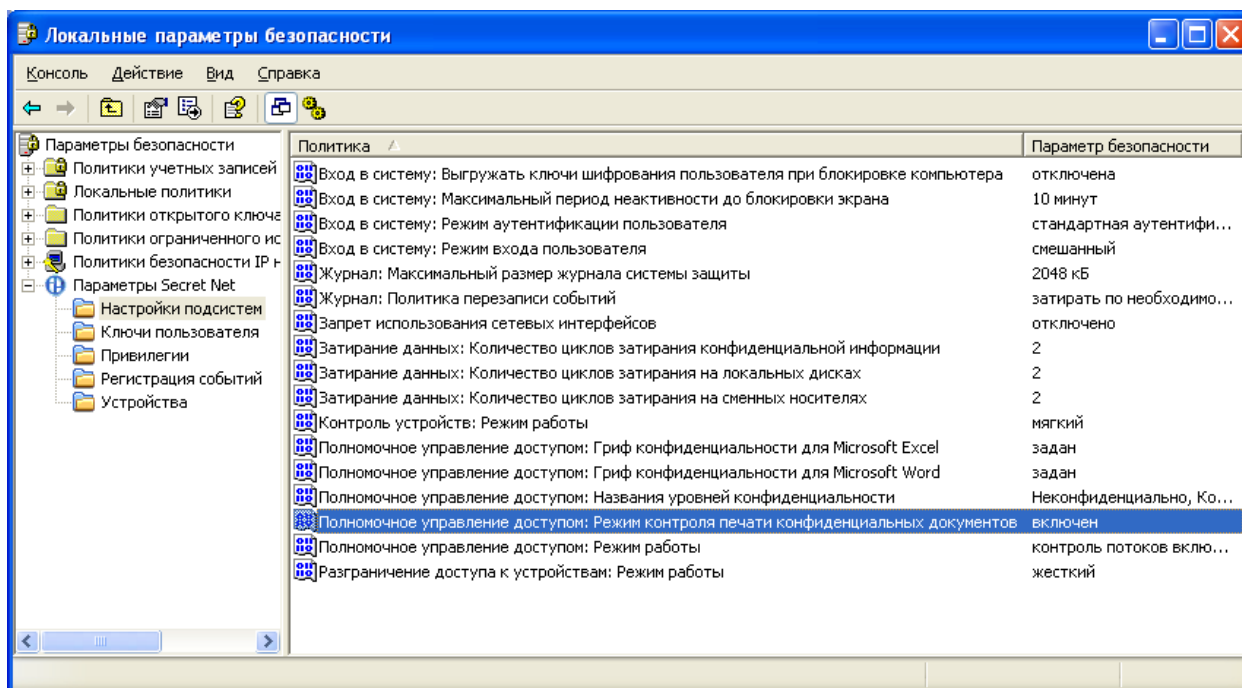 Локальные параметры безопасности
Консоль Действие Вид Справка
Параметры безопасности
Политики учетных записей
Локальные политики
Политики открытого ключа
Политики ограниченного ис
Политики безопасности IP н
Параметры Secret Net
Настройки подсистем
Ключи пользователя
Привилегии
Регистрация событий
Устройства
Политика Параметр безопасности
Вход в систему: Выгружать ключи шифрования пользователя при блокировке компьютера отключена
Вход в систему: Максимальный период неактивности до блокировки экрана 10 минут
Вход в систему: Режим аутентификации пользователя стандартная аутентифи...
Вход в систему: Режим входа пользователя смешанный
Журнал: Максимальный размер журнала системы защиты 2048 кБ
Журнал: Политика перезаписи событий затирать по необходимо...
Запрет использования сетевых интерфейсов отключено
Затирание данных: Количество циклов затирания конфиденциальной информации 2
Затирание данных: Количество циклов затирания на локальных дисках 2
Затирание данных: Количество циклов затирания на сменных носителях 2
Контроль устройств: Режим работы мягкий
Полномочное управление доступом: Гриф конфиденциальности для Microsoft Excel задан
Полномочное управление доступом: Гриф конфиденциальности для Microsoft Word задан
Полномочное управление доступом: Названия уровней конфиденциальности Неконфиденциально, Ко...
Полномочное управление доступом: Режим контроля печати конфиденциальных документов включен
Полномочное управление доступом: Режим работы контроль потоков вклю...
Разграничение доступа к устройствам: Режим работы жесткий